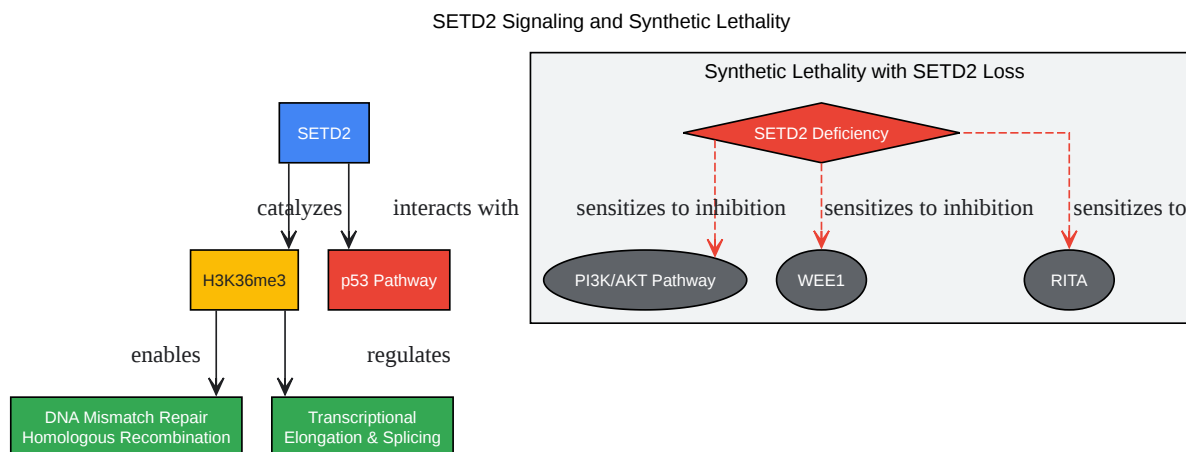 SETD2 Signaling and Synthetic Lethality
Synthetic Lethality with SETD2 Loss
SETD2
SETD2 Deficiency
catalyzes
interacts with
sensitizes to inhibition
sensitizes to inhibition
sensitizes to
H3K36me3
p53 Pathway
PI3K/AKT Pathway
WEE1
RITA
enables
regulates
DNA Mismatch Repair
Homologous Recombination
Transcriptional
Elongation & Splicing